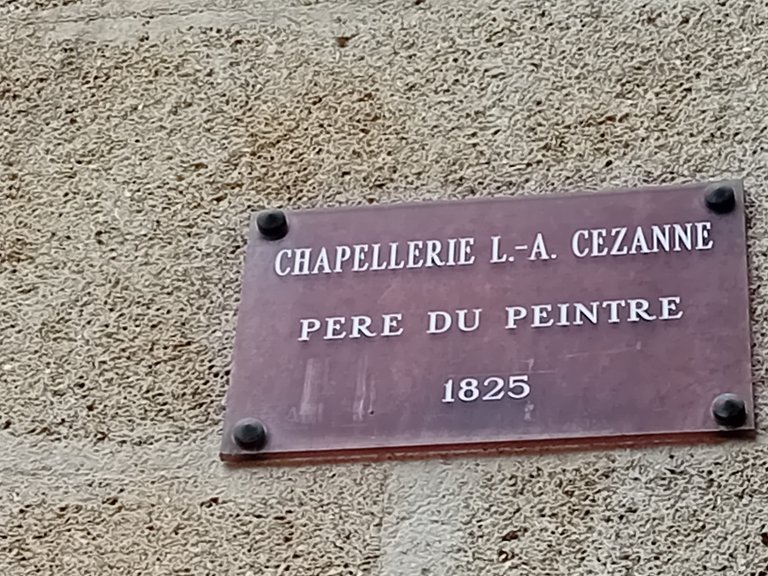 CHAPELLERIE L.-A. CEZANNE
PERE DU PEINTRE
1825